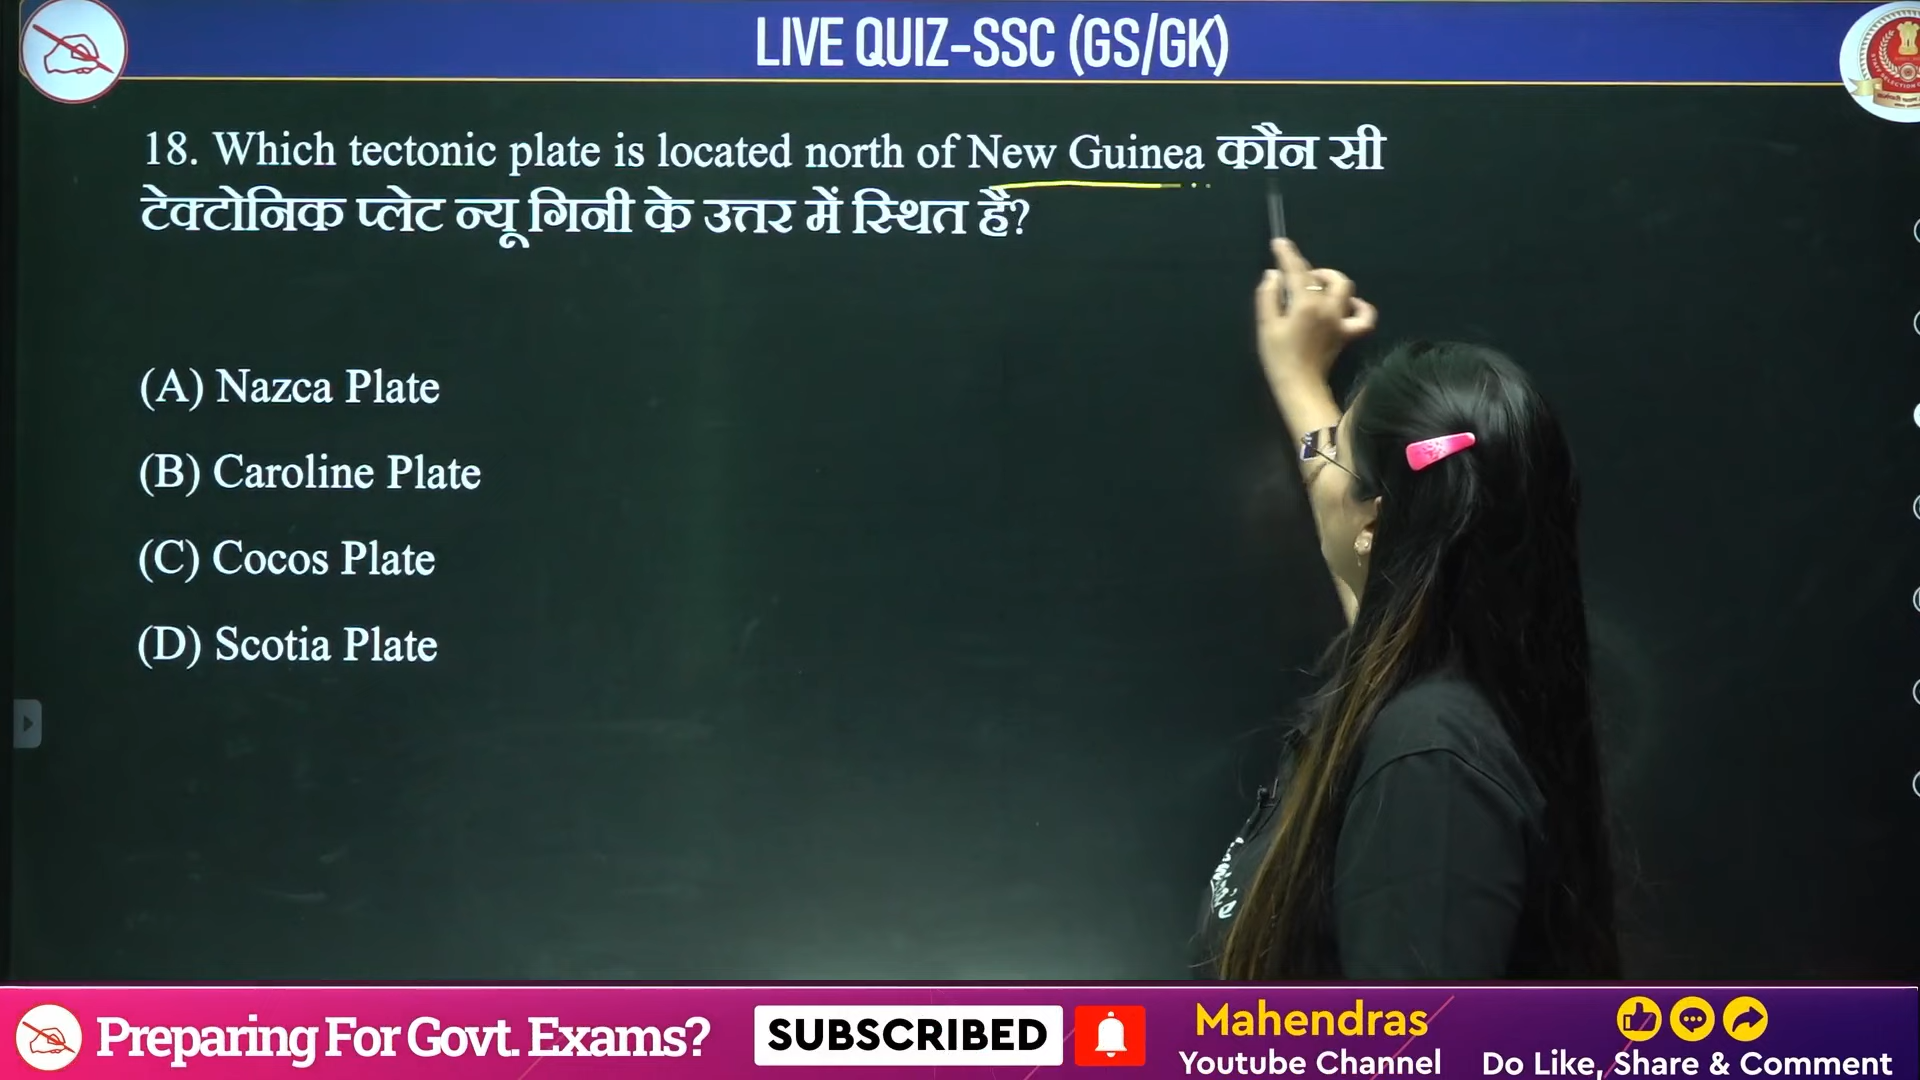 LIVE QUIZ-SSC (GS/GK)
18. Which tectonic plate is located north of New Guinea कौन सी
टेक्टोनिक प्लेट न्यू गिनी के उत्तर में स्थित है?
(A) Nazca Plate
(B) Caroline Plate
(C) Cocos Plate
(D) Scotia Plate
Preparing For Govt. Exams?
SUBSCRIBED
Mahendras
Youtube Channel
Do Like, Share & Comment